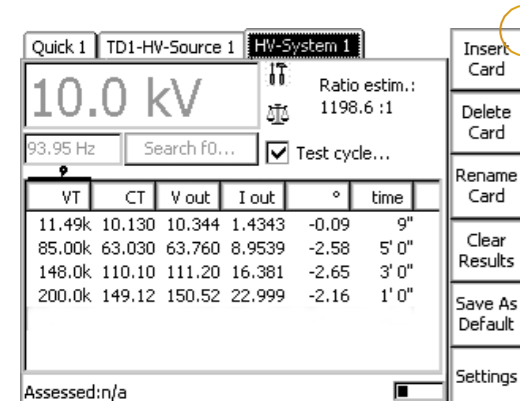 Quick 1 TD1-HV-Source 1 HV-System 1
10.0 kV
Ratio estim.:
1198.6 :1
93.95 Hz Search f0... Test cycle...
VT CT V out I out ° time
11.49k 10.130 10.344 1.4343 -0.09 9"
85.00k 63.030 63.760 8.9539 -2.58 5' 0"
148.0k 110.10 111.20 16.381 -2.65 3' 0"
200.0k 149.12 150.52 22.999 -2.16 1' 0"
Assessed:n/a
Insert
Card
Delete
Card
Rename
Card
Clear
Results
Save As
Default
Settings